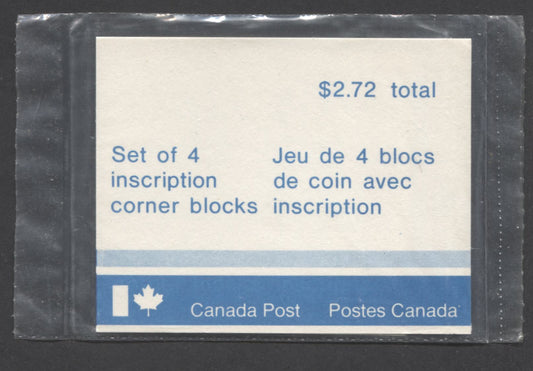 $2.72 total
Set of 4
inscription
corner blocks
Jeu de 4 blocs
de coin avec
inscription
Canada Post
Postes Canada